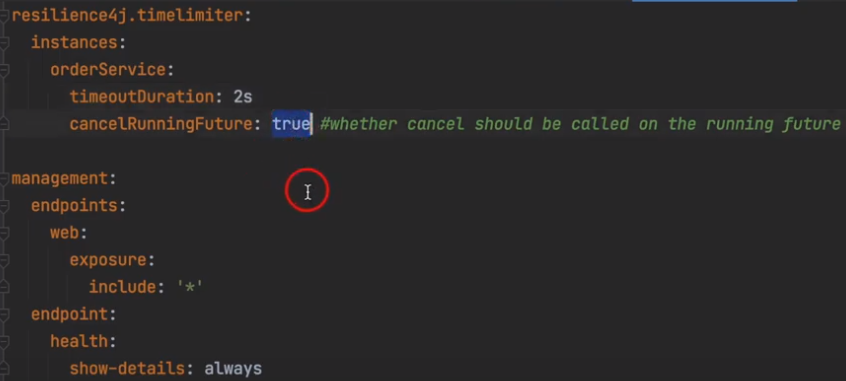 resilience4j.timelimiter:
instances:
orderService:
timeoutDuration: 2s
cancelRunningFuture: true #whether cancel should be called on the running future
management:
endpoints:
web:
exposure:
include: '*'
endpoint:
health:
show-details: always